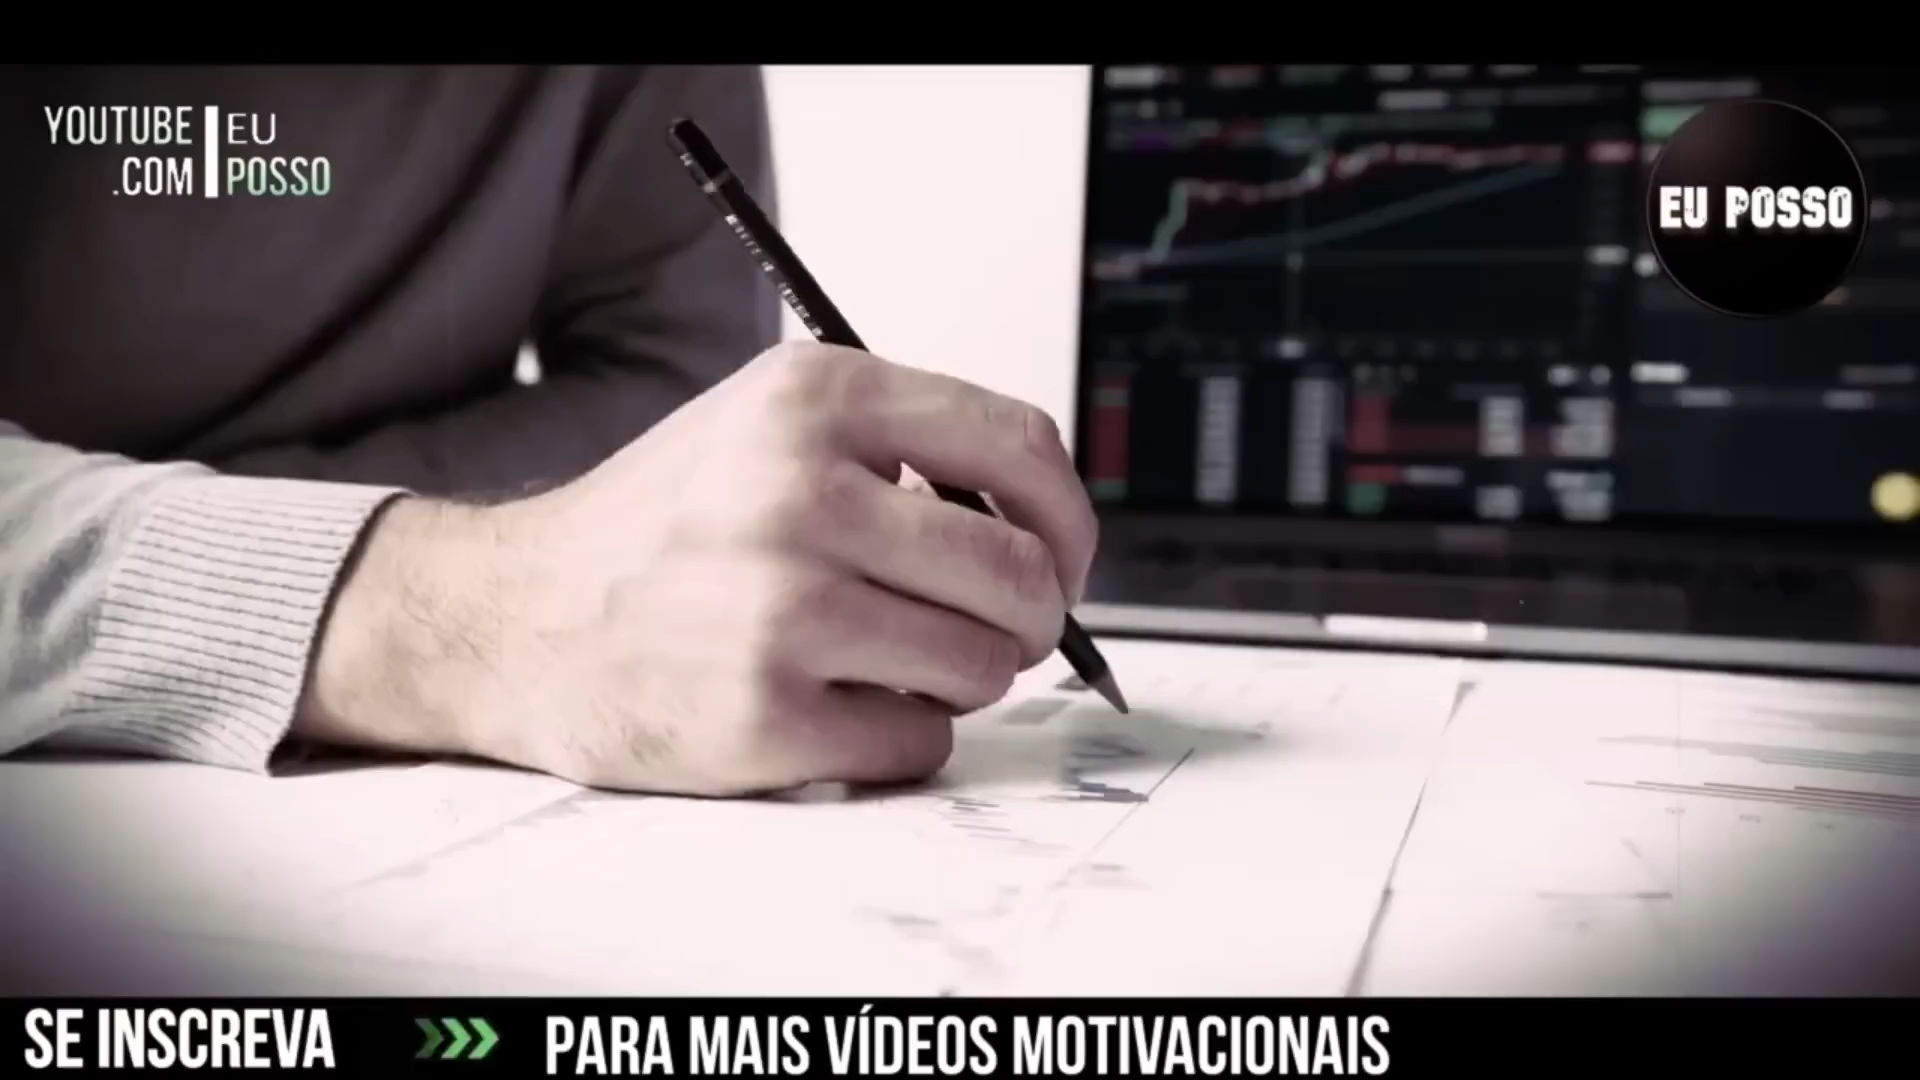 YOUTUBE
.COM
EU
POSSO
EU POSSO
SE INSCREVA
PARA MAIS VÍDEOS MOTIVACIONAIS